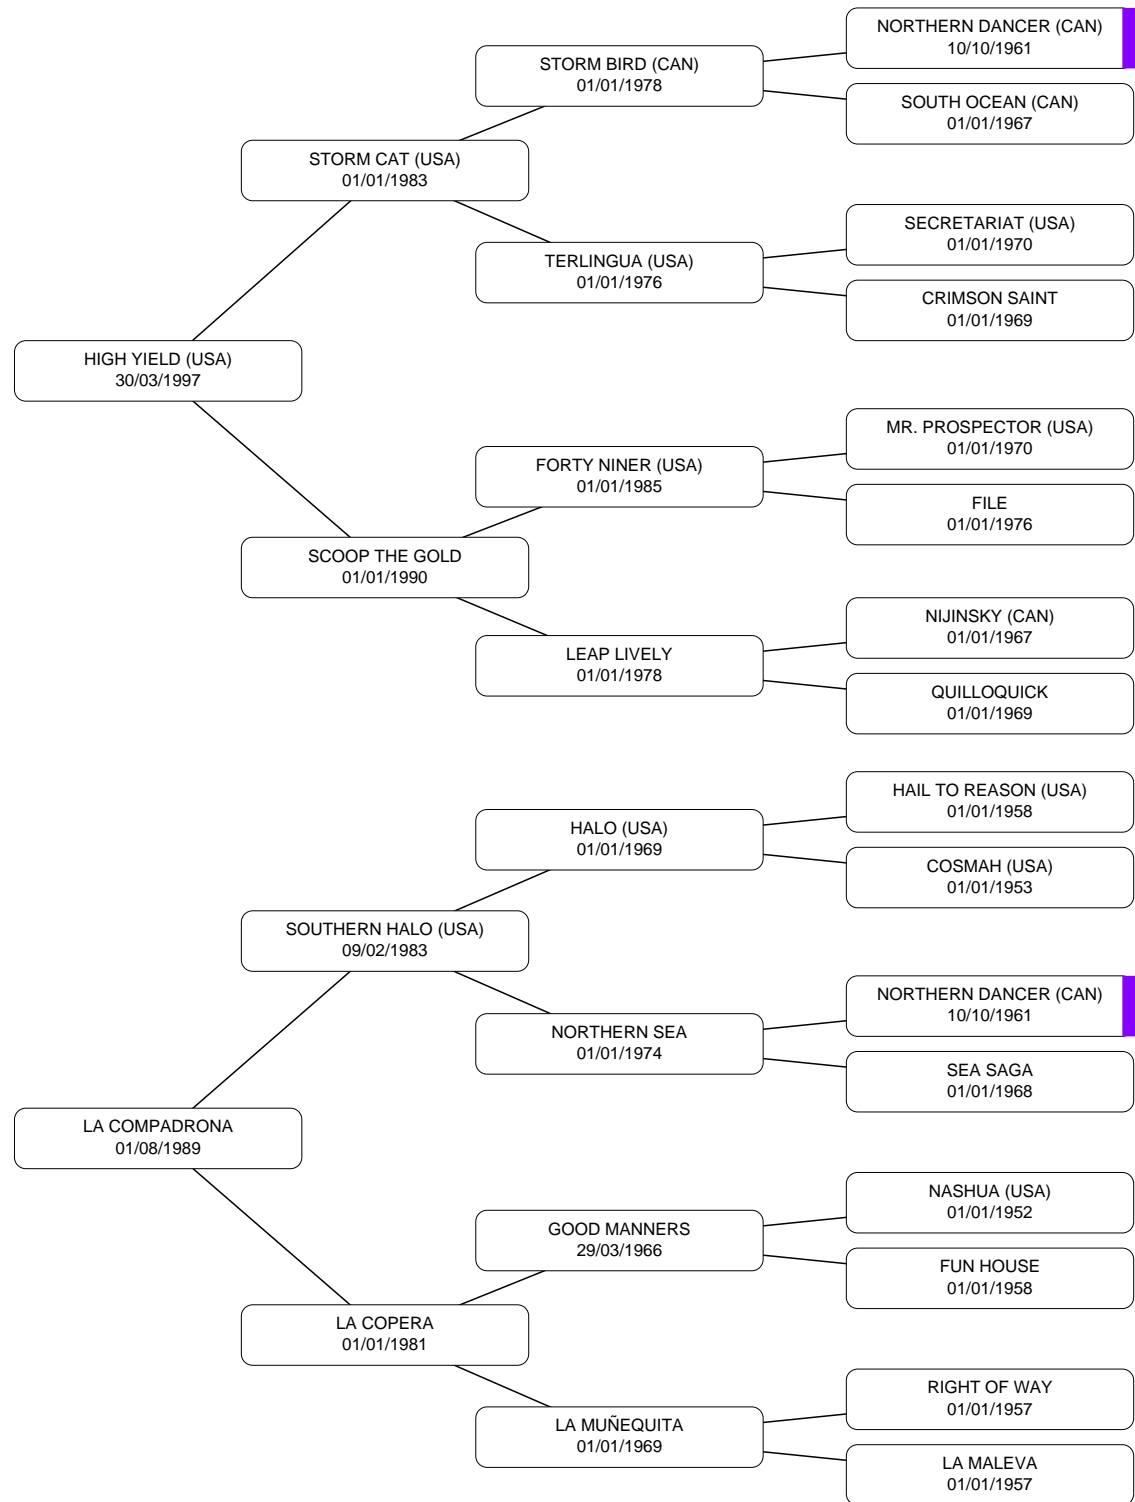 NORTHERN DANCER (CAN)
10/10/1961
STORM BIRD (CAN)
01/01/1978
SOUTH OCEAN (CAN)
01/01/1967
STORM CAT (USA)
01/01/1983
SECRETARIAT (USA)
01/01/1970
TERLINGUA (USA)
01/01/1976
CRIMSON SAINT
01/01/1969
HIGH YIELD (USA)
30/03/1997
MR. PROSPECTOR (USA)
01/01/1970
FORTY NINER (USA)
01/01/1985
FILE
01/01/1976
SCOOP THE GOLD
01/01/1990
NIJINSKY (CAN)
01/01/1967
LEAP LIVELY
01/01/1978
QUILLOQUICK
01/01/1969
HAIL TO REASON (USA)
01/01/1958
HALO (USA)
01/01/1969
COSMAH (USA)
01/01/1953
SOUTHERN HALO (USA)
09/02/1983
NORTHERN DANCER (CAN)
10/10/1961
NORTHERN SEA
01/01/1974
SEA SAGA
01/01/1968
LA COMPADRONA
01/08/1989
NASHUA (USA)
01/01/1952
GOOD MANNERS
29/03/1966
FUN HOUSE
01/01/1958
LA COPERA
01/01/1981
RIGHT OF WAY
01/01/1957
LA MUÑEQUITA
01/01/1969
LA MALEVA
01/01/1957